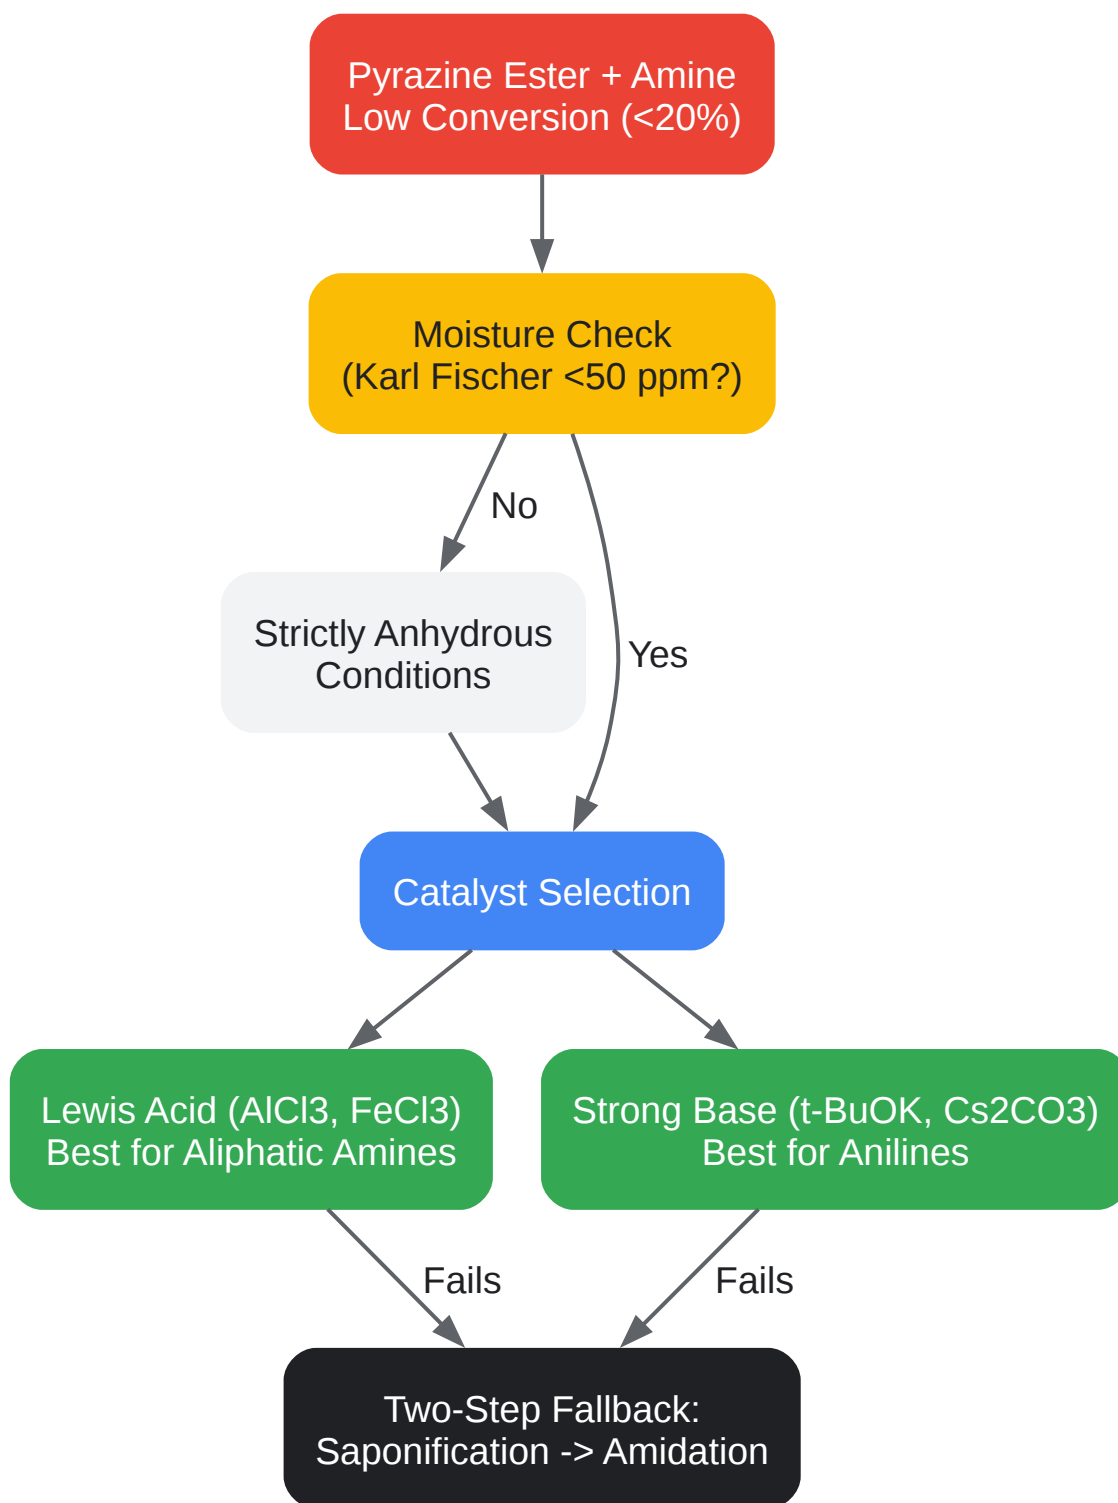 Pyrazine Ester + Amine
Low Conversion (<20%)
Moisture Check
(Karl Fischer <50 ppm?)
No
Strictly Anhydrous
Conditions
Yes
Catalyst Selection
Lewis Acid (AlCl3, FeCl3)
Best for Aliphatic Amines
Strong Base (t-BuOK, Cs2CO3)
Best for Anilines
Fails
Fails
Two-Step Fallback:
Saponification -> Amidation